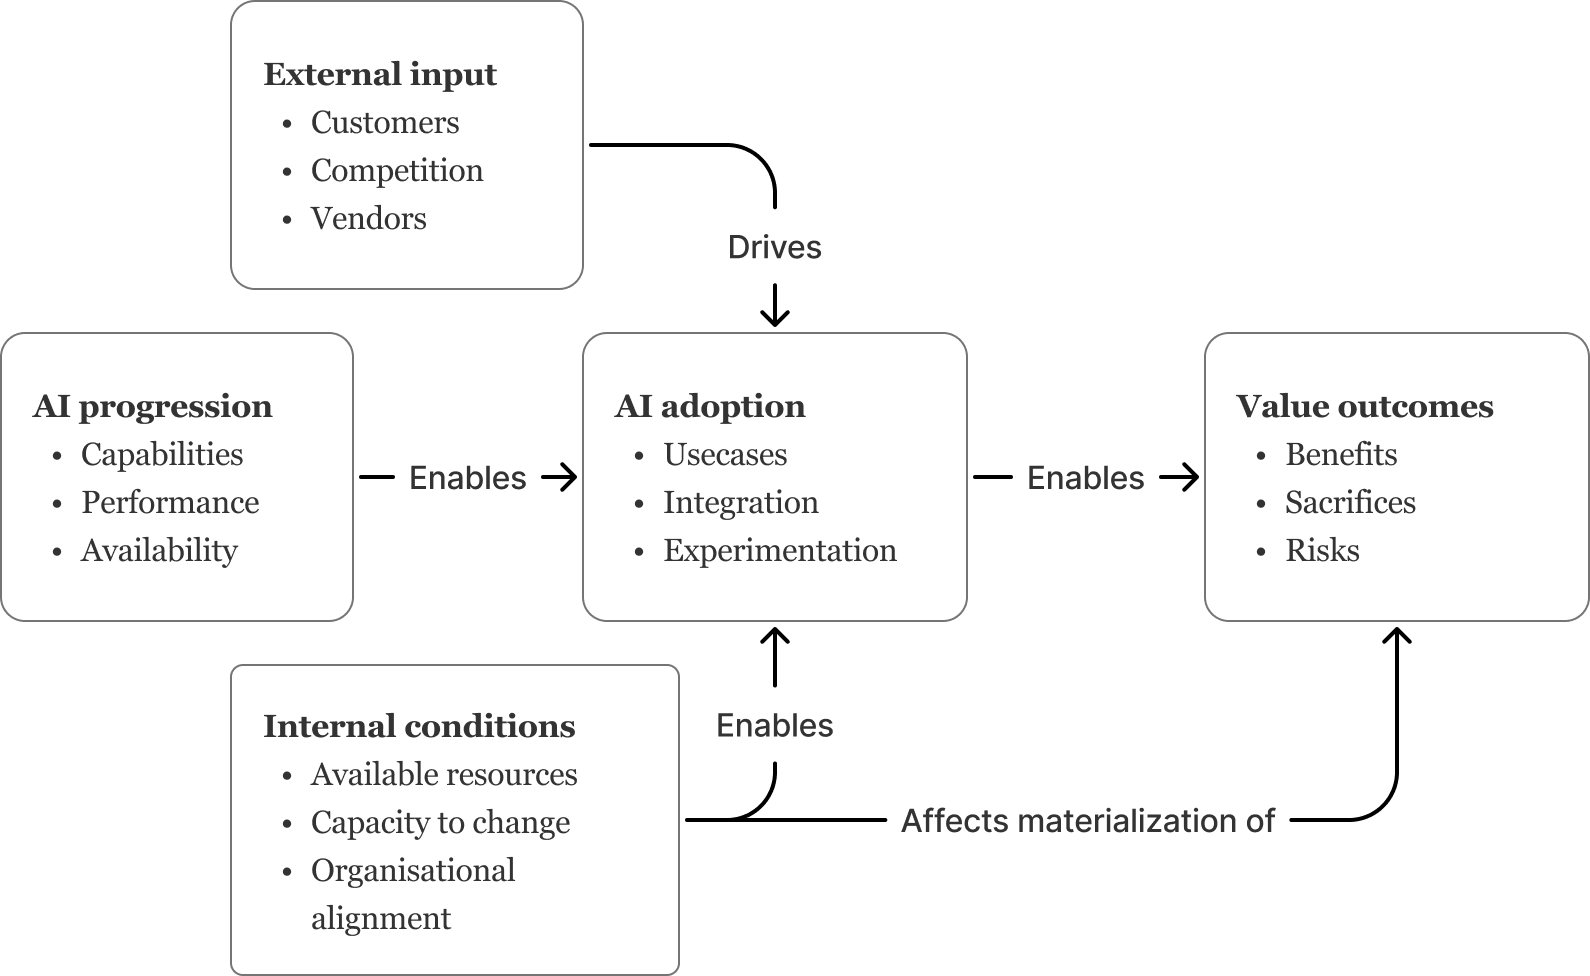 External input
• Customers
• Competition
• Vendors
Drives
AI progression
• Capabilities
• Performance
• Availability
Enables
AI adoption
• Usecases
• Integration
• Experimentation
Enables
Value outcomes
• Benefits
• Sacrifices
• Risks
Internal conditions
• Available resources
• Capacity to change
• Organisational
alignment
Enables
Affects materialization of